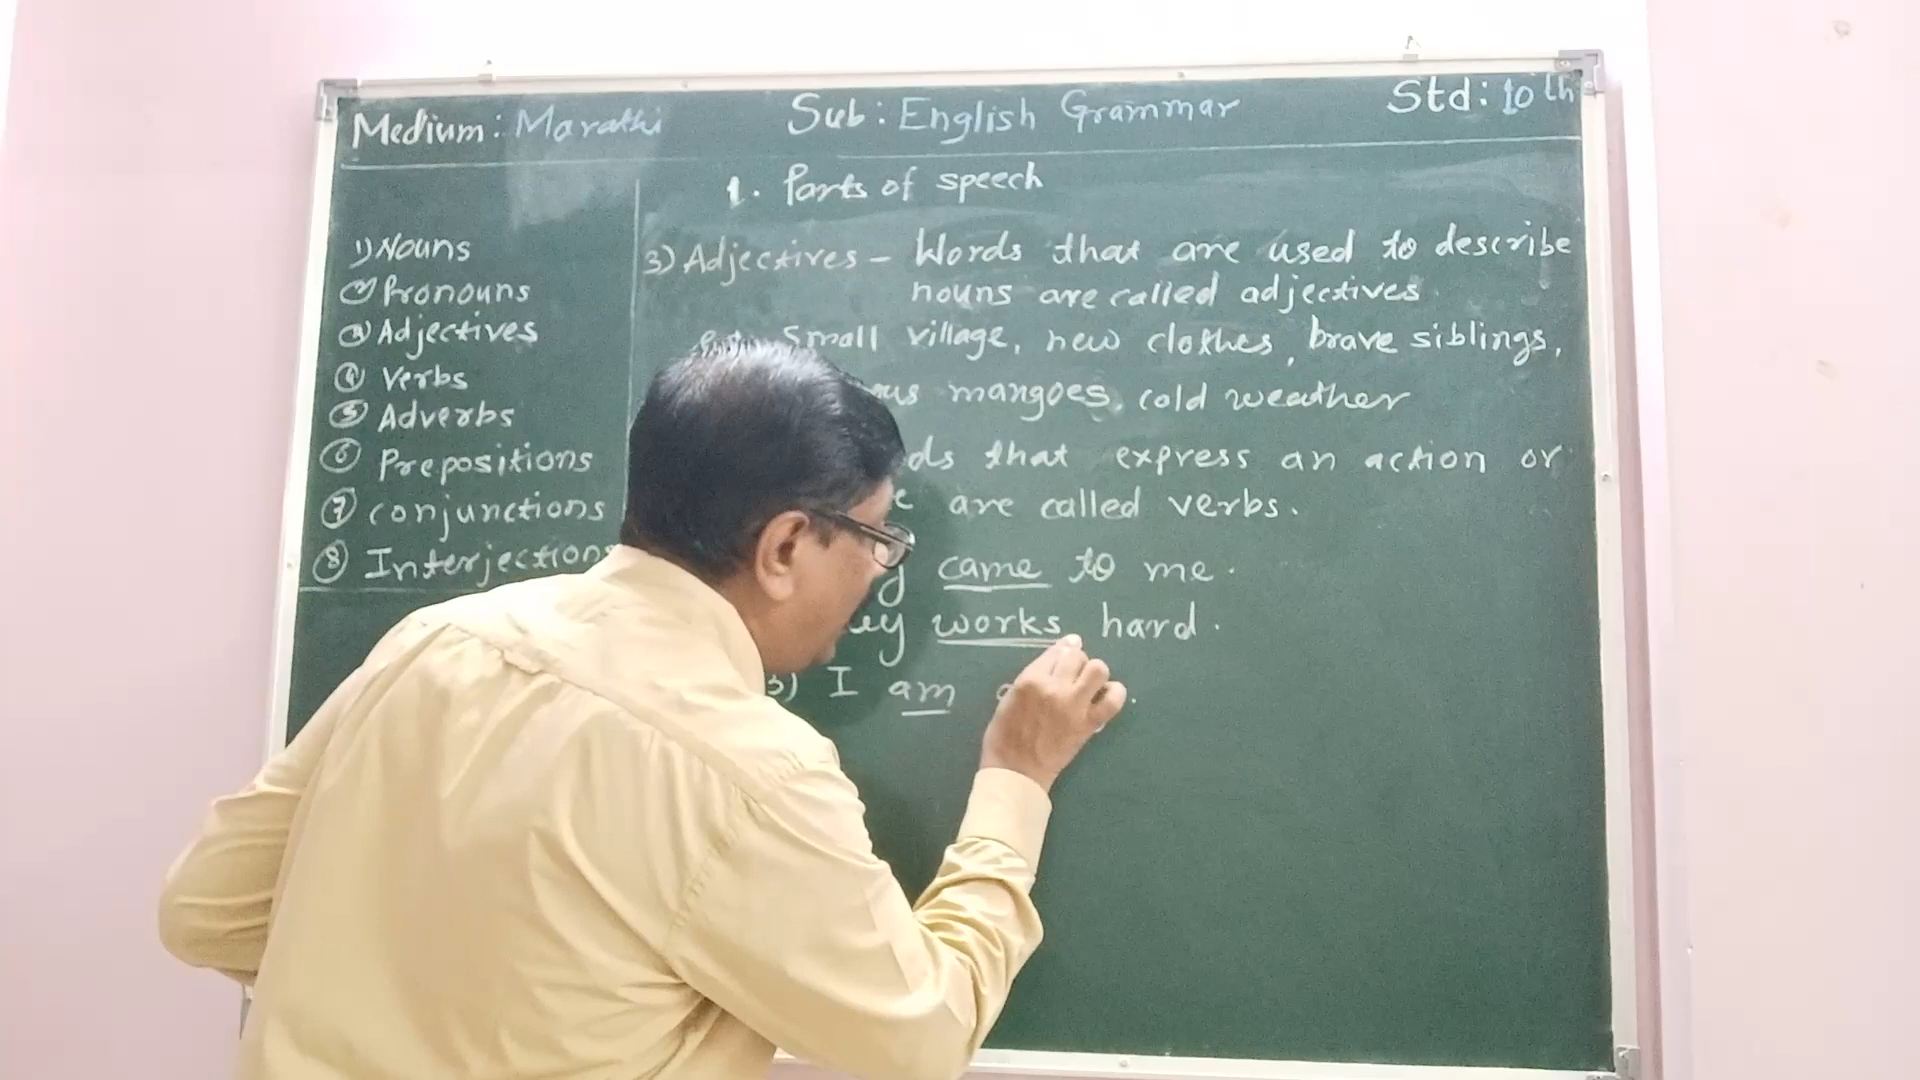 Medium: Marathi Sub: English Grammar Std: 10th
1. Parts of speech
1) Nouns
2 Pronouns
3 Adjectives
4 Verbs
5 Adverbs
6 Prepositions
7 conjunctions
8 Interjections
3) Adjectives - Words that are used to describe
nouns are called adjectives.
Small village, new clothes, brave siblings,
mangoes, cold weather
that express an action or
are called verbs.
came to me.
works hard.
3) I am